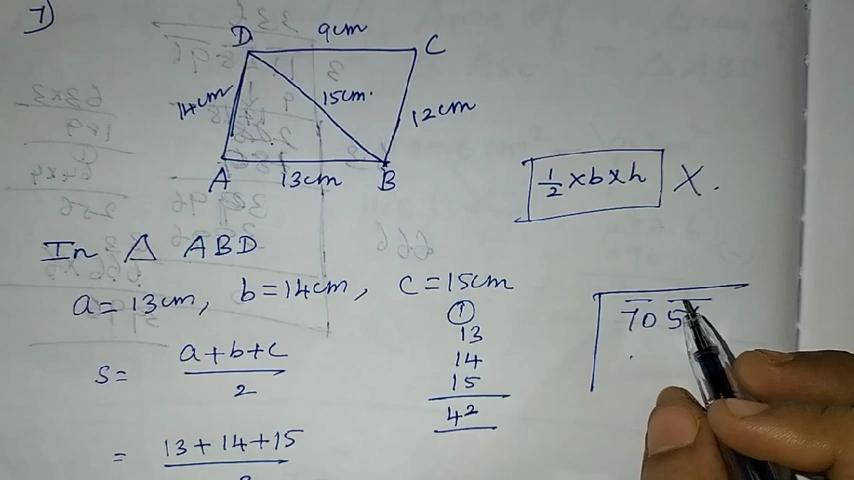 7)
9cm
D
C
14cm
15cm.
12cm
A
13cm
B
1/2 ×b×h X.
In △ ABD
a=13cm, b=14cm, c=15cm
1
13
14
15
42
S= a+b+c / 2
= 13+14+15 /
705